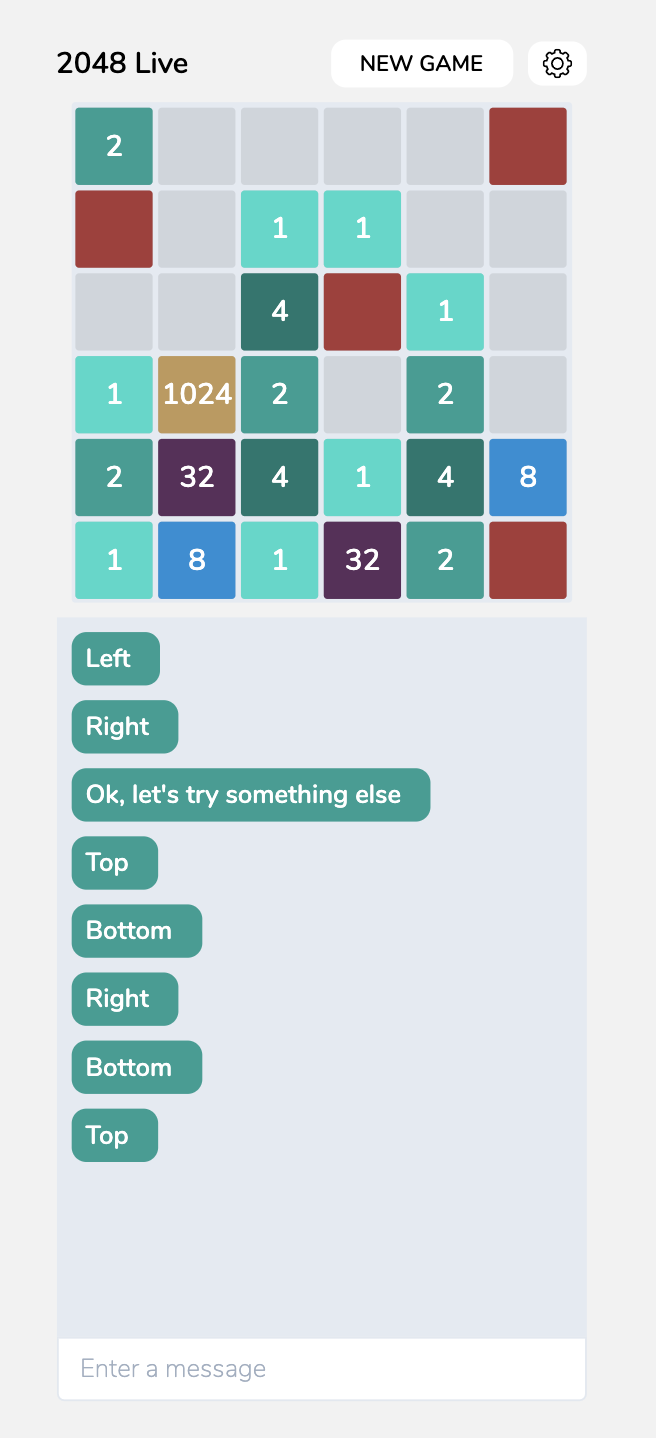 2048 Live
NEW GAME
2
1 1
4 1
1 1024 2 2
2 32 4 1 4 8
1 8 1 32 2
Left
Right
Ok, let's try something else
Top
Bottom
Right
Bottom
Top
Enter a message